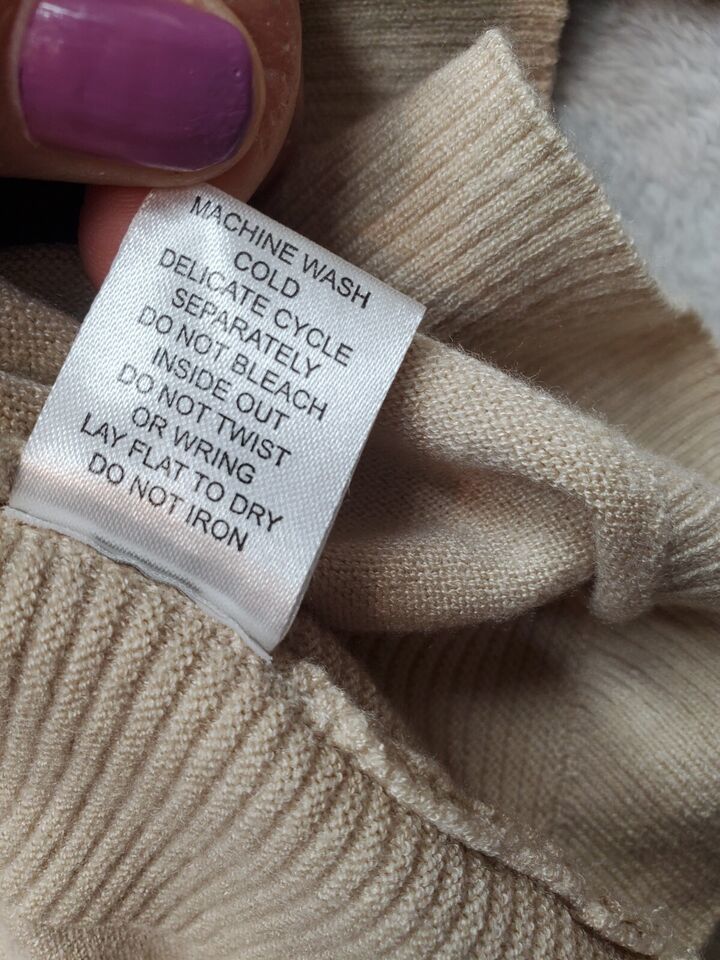 MACHINE WASH
COLD
DELICATE CYCLE
SEPARATELY
DO NOT BLEACH
INSIDE OUT
DO NOT TWIST
OR WRING
LAY FLAT TO DRY
DO NOT IRON